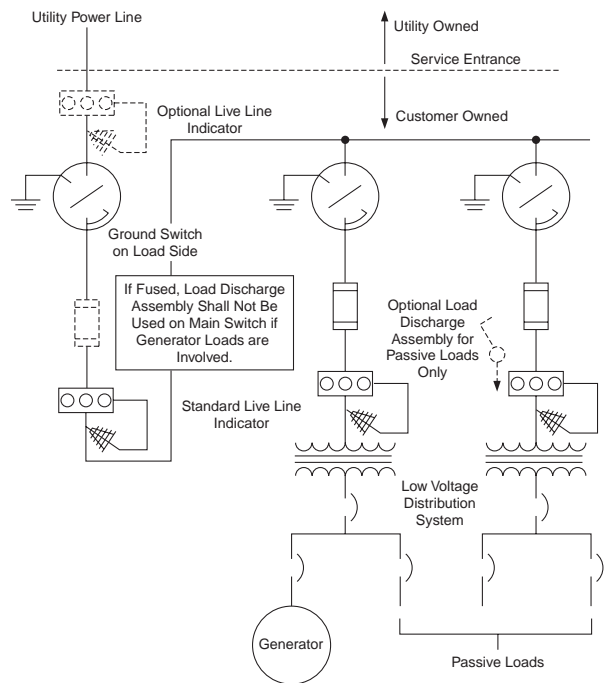 Utility Power Line
Utility Owned
Service Entrance
Customer Owned
Optional Live Line
Indicator
Ground Switch
on Load Side
If Fused, Load Discharge
Assembly Shall Not Be
Used on Main Switch if
Generator Loads are
Involved.
Optional Load
Discharge
Assembly for
Passive Loads
Only
Standard Live Line
Indicator
Low Voltage
Distribution
System
Generator
Passive Loads